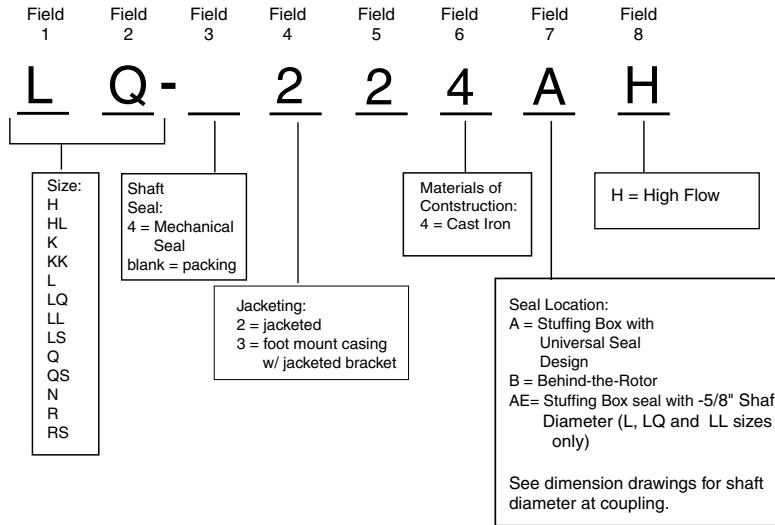 Field Field Field Field Field Field Field Field
1 2 3 4 5 6 7 8
L Q- 2 2 4 A H
Size:
H
HL
K
KK
L
LQ
LL
LS
Q
QS
N
R
RS
Shaft
Seal:
4 = Mechanical
Seal
blank = packing
Jacketing:
2 = jacketed
3 = foot mount casing
w/ jacketed bracket
Materials of
Contstruction:
4 = Cast Iron
H = High Flow
Seal Location:
A = Stuffing Box with
Universal Seal
Design
B = Behind-the-Rotor
AE= Stuffing Box seal with -5/8" Shaf
Diameter (L, LQ and LL sizes
only)
See dimension drawings for shaft
diameter at coupling.